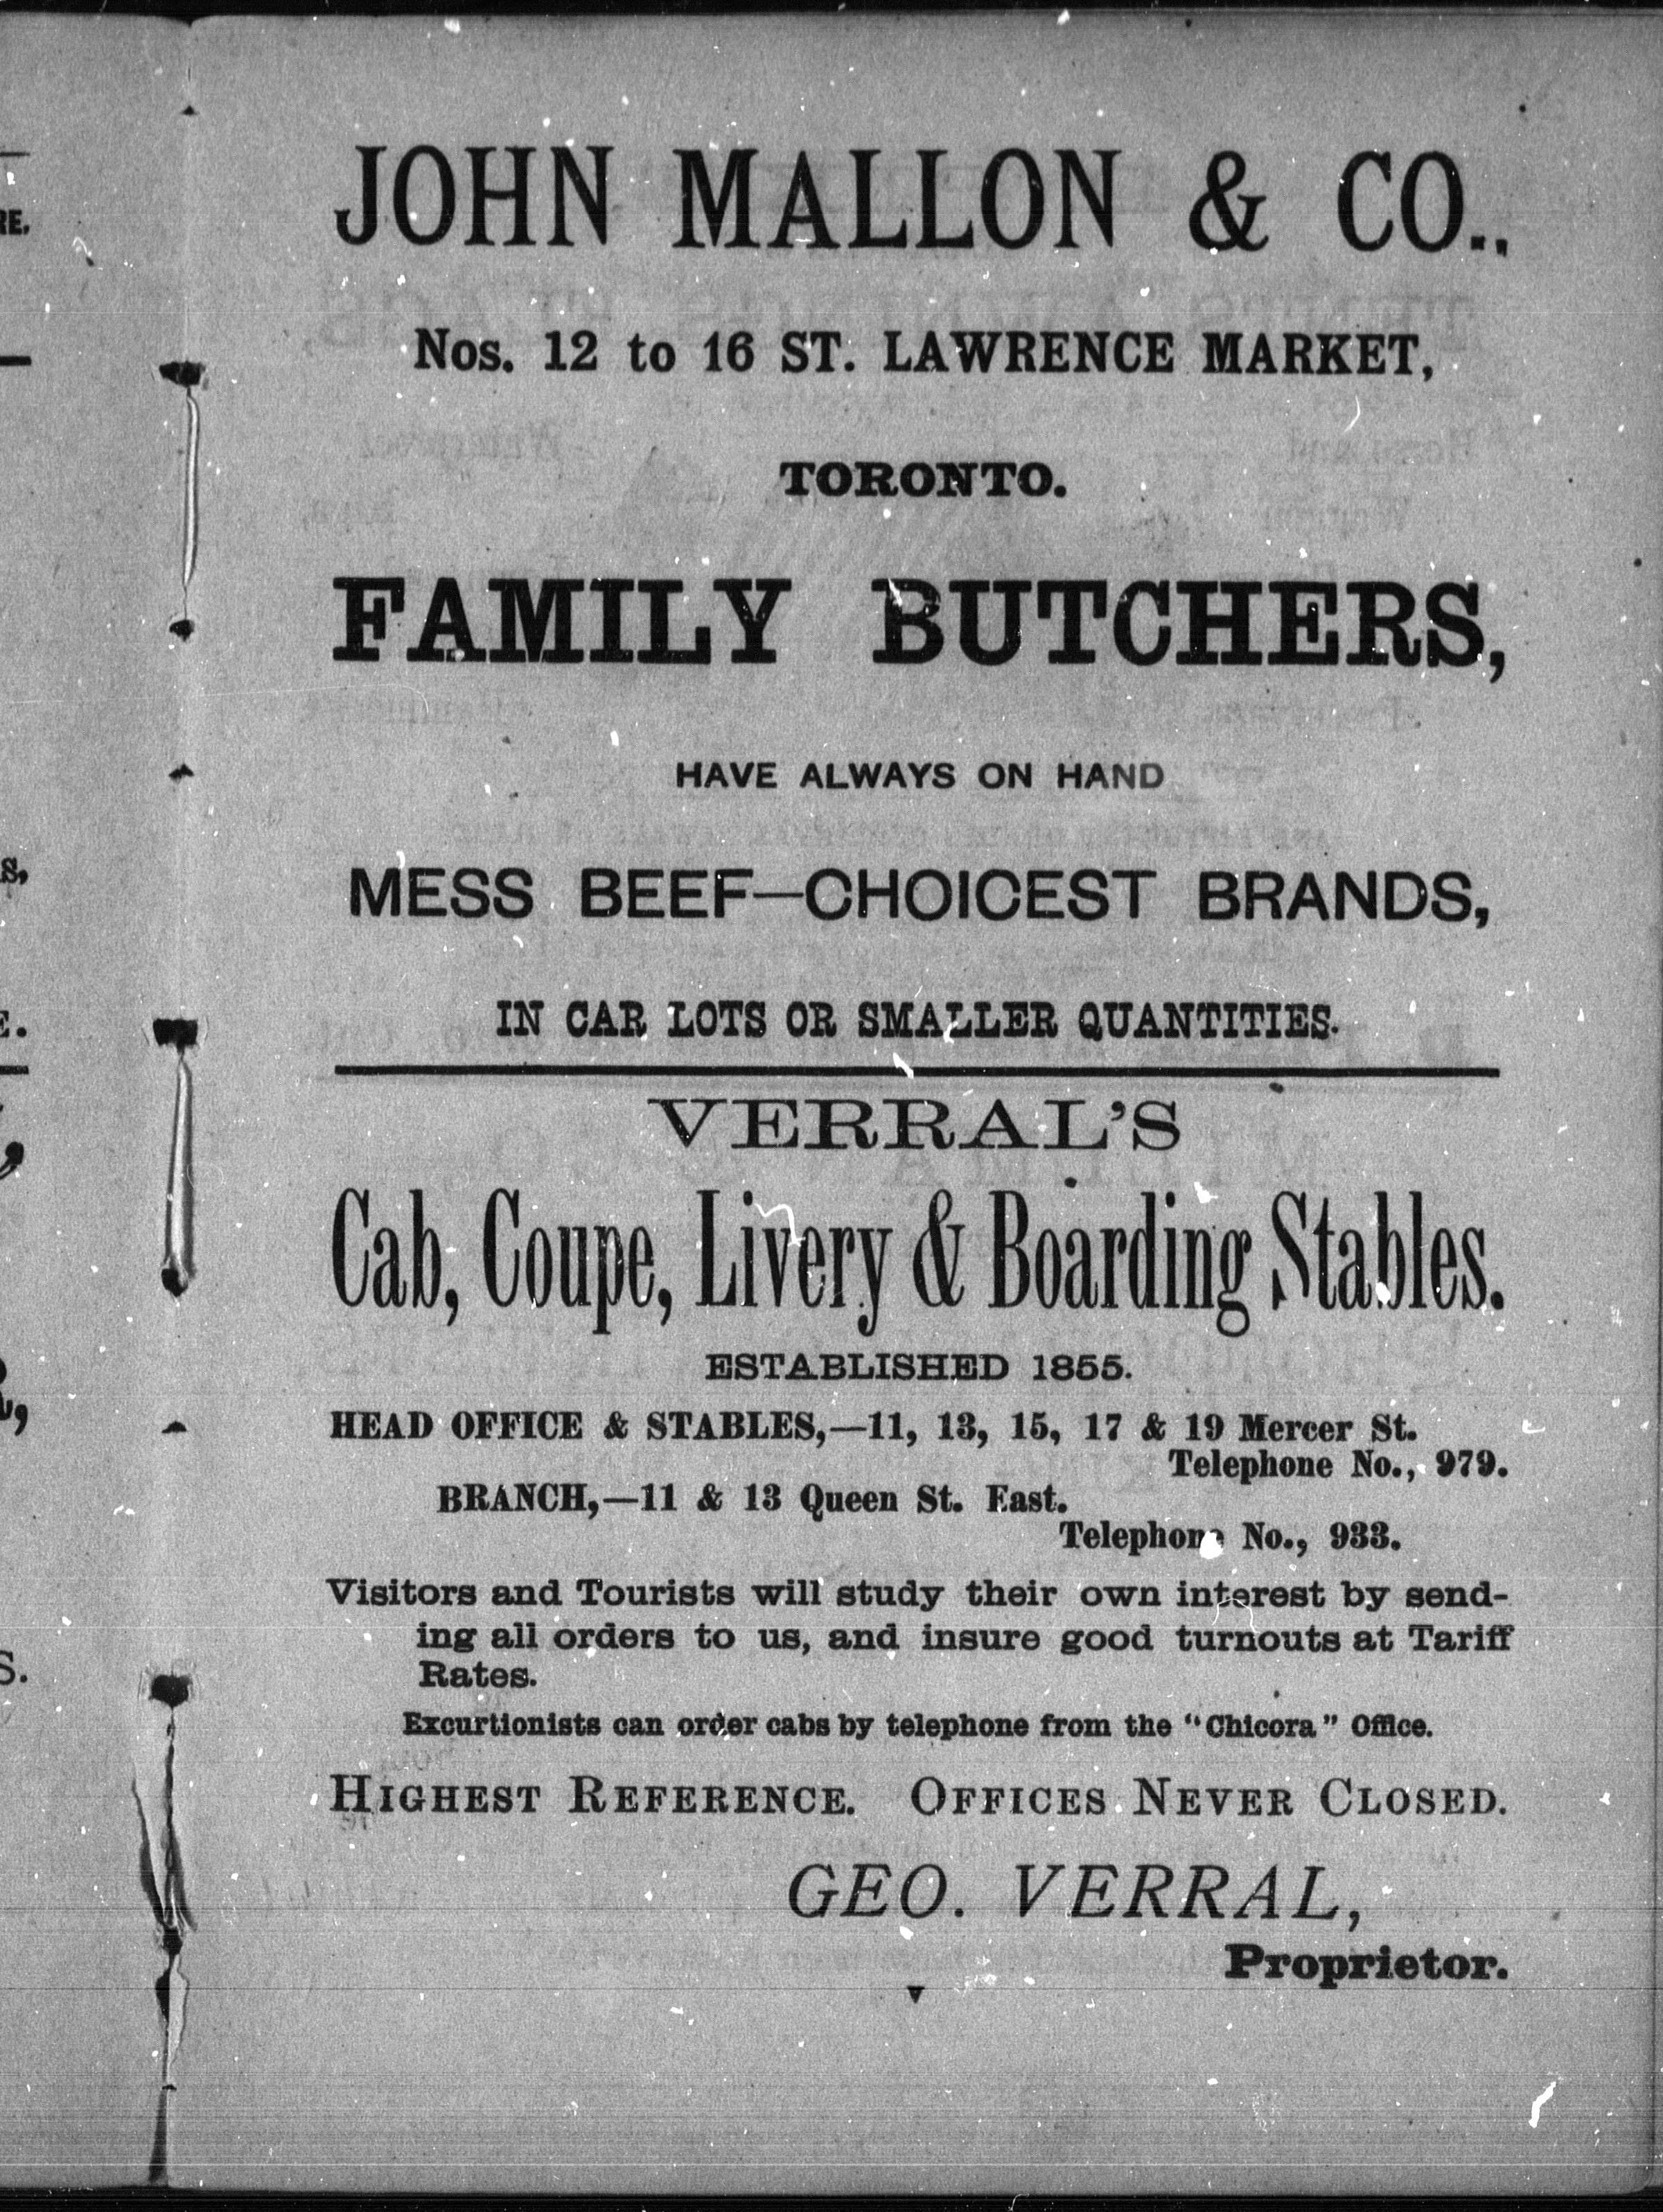 JOHN MALLON & CO.,
Nos. 12 to 16 ST. LAWRENCE MARKET,
TORONTO.
FAMILY BUTCHERS,
HAVE ALWAYS ON HAND
MESS BEEF—CHOICEST BRANDS,
IN CAR LOTS OR SMALLER QUANTITIES.
VERRAL'S
Cab, Coupe, Livery & Boarding Stables.
ESTABLISHED 1855.
HEAD OFFICE & STABLES,—11, 13, 15, 17 & 19 Mercer St.
Telephone No., 979.
BRANCH,—11 & 13 Queen St. East.
Telephone No., 933.
Visitors and Tourists will study their own interest by send-
ing all orders to us, and insure good turnouts at Tariff
Rates.
Excurtionists can order cabs by telephone from the "Chicora" Office.
HIGHEST REFERENCE. OFFICES NEVER CLOSED.
GEO. VERRAL,
Proprietor.